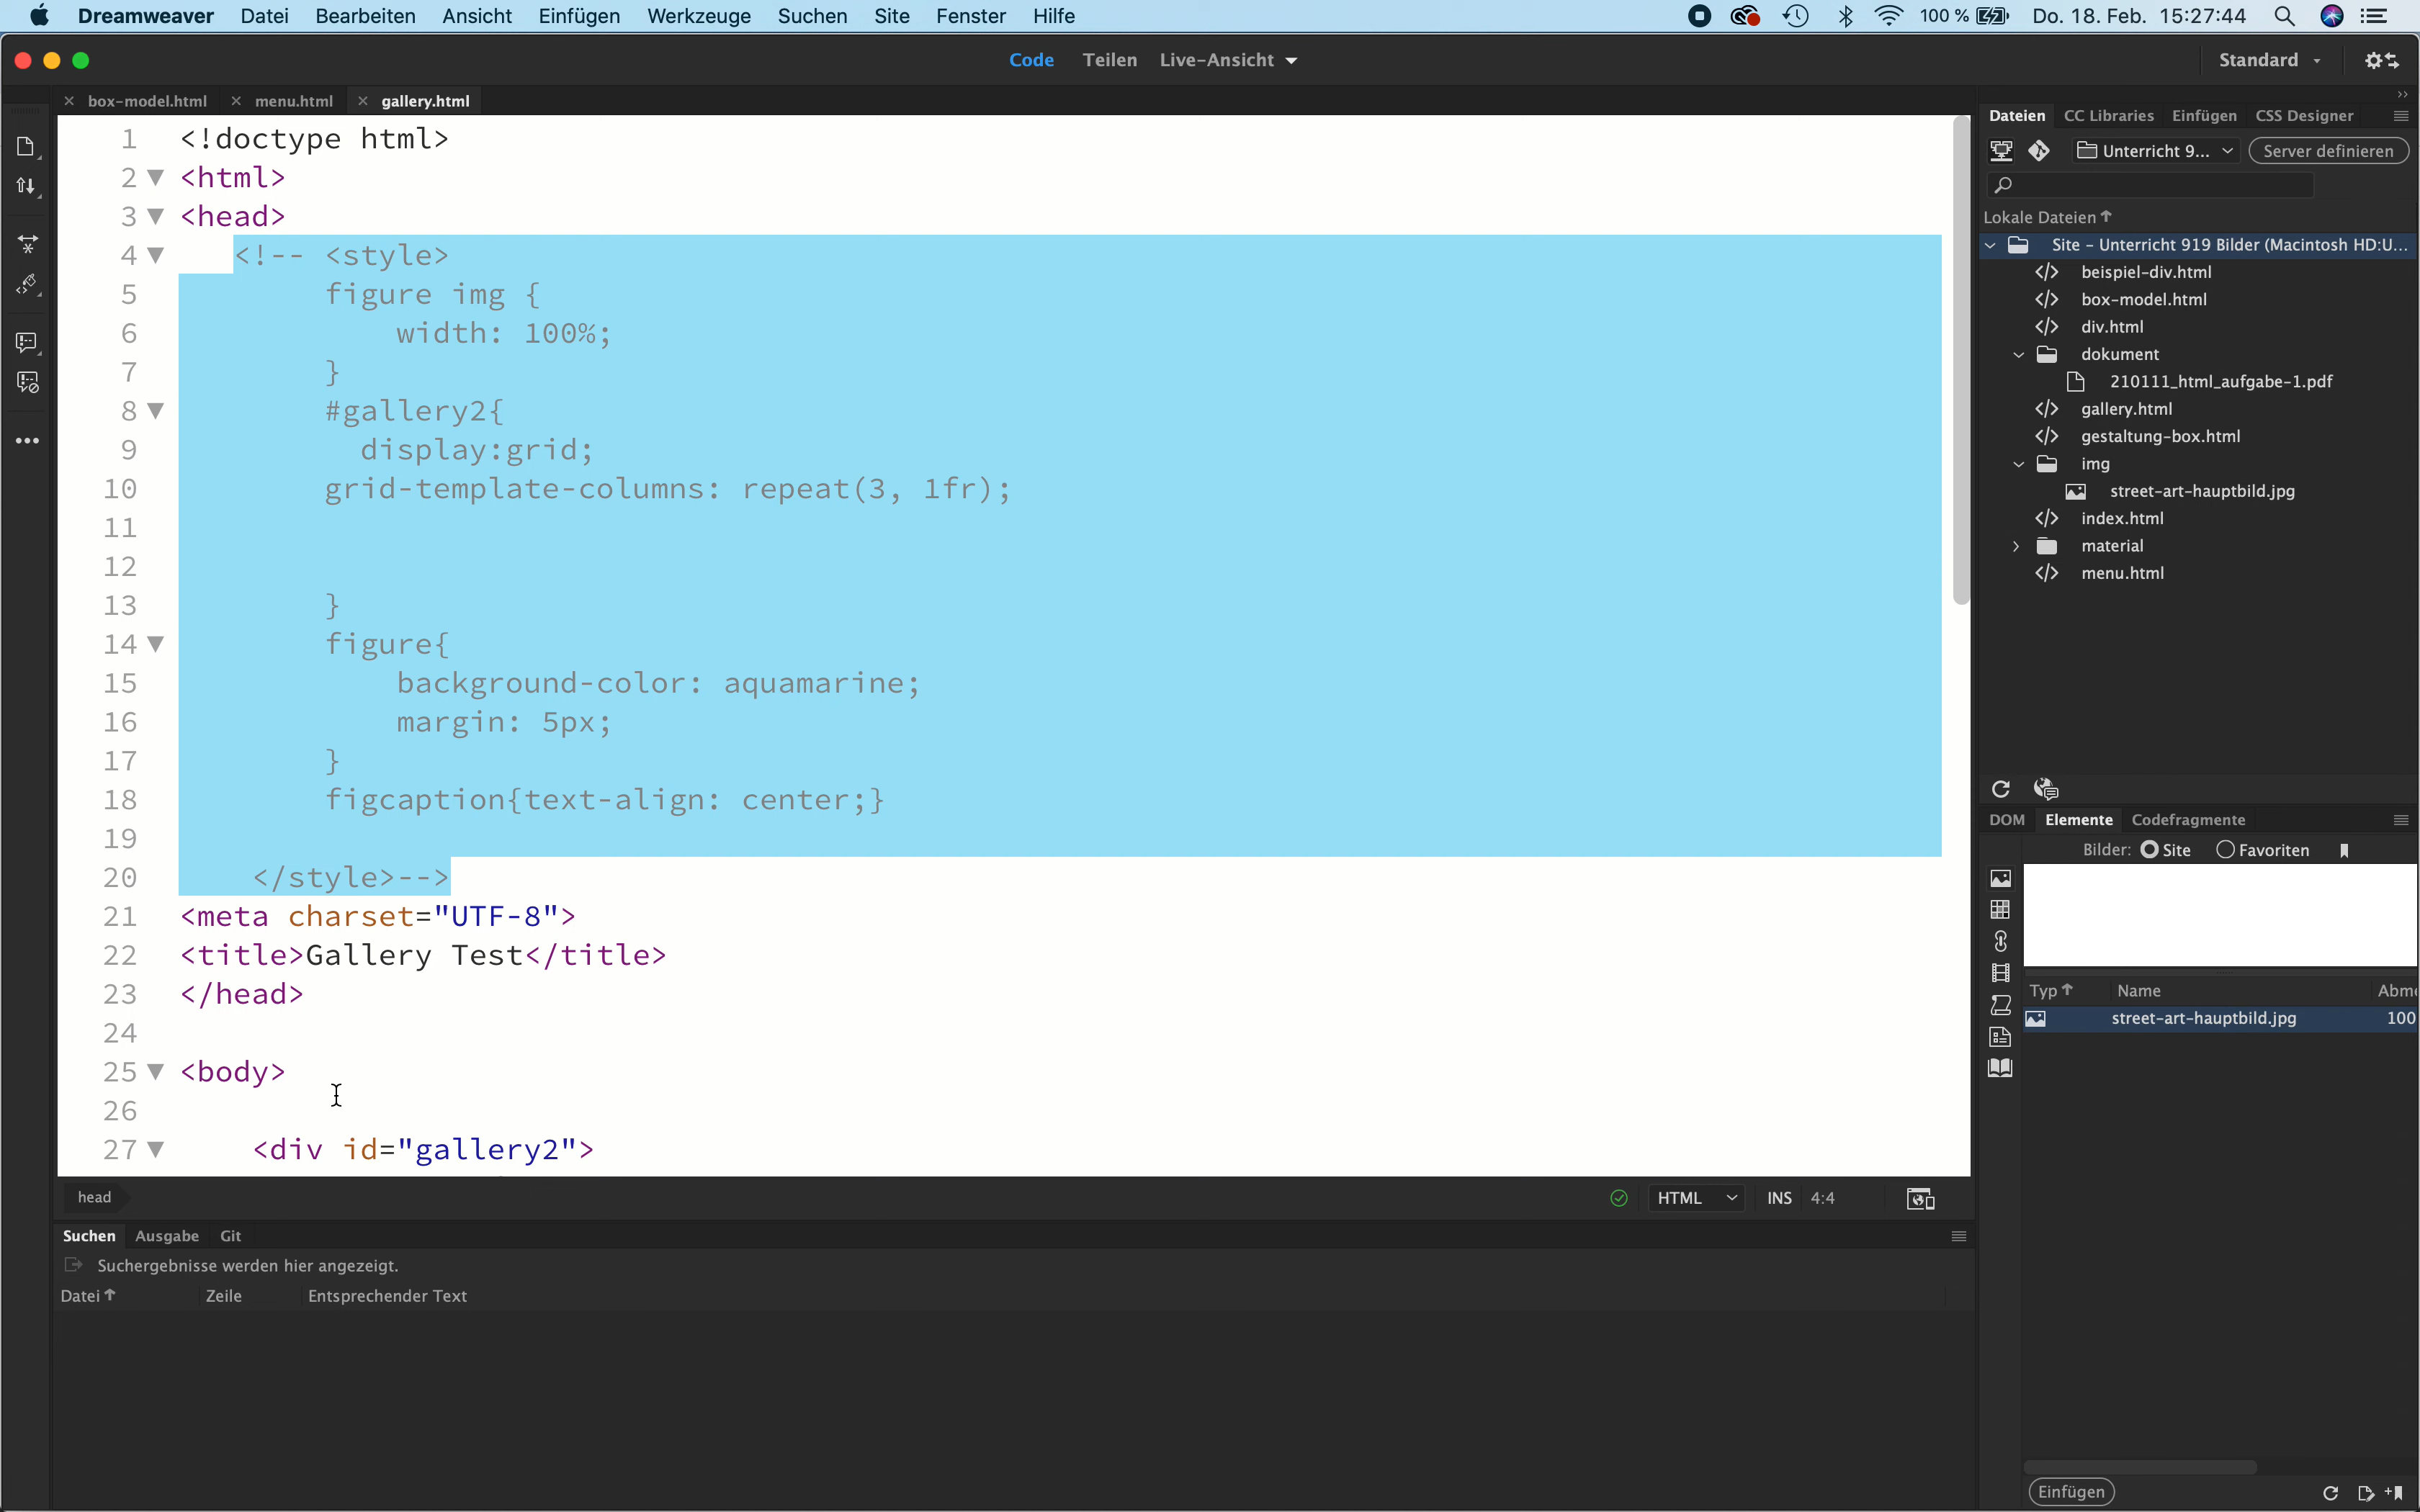 Dreamweaver Datei Bearbeiten Ansicht Einfügen Werkzeuge Suchen Site Fenster Hilfe 100 % Do. 18. Feb. 15:27:44
Code Teilen Live-Ansicht Standard
box-model.html menu.html gallery.html
1 <!doctype html>
2 <html>
3 <head>
4 <!-- <style>
5 figure img {
6 width: 100%;
7 }
8 #gallery2{
9 display:grid;
10 grid-template-columns: repeat(3, 1fr);
11
12
13 }
14 figure{
15 background-color: aquamarine;
16 margin: 5px;
17 }
18 figcaption{text-align: center;}
19
20 </style>-->
21 <meta charset="UTF-8">
22 <title>Gallery Test</title>
23 </head>
24
25 <body>
26
27 <div id="gallery2">
head
HTML INS 4:4
Suchen Ausgabe Git
Suchergebnisse werden hier angezeigt.
Datei Zeile Entsprechender Text
Dateien CC Libraries Einfügen CSS Designer
Unterricht 9... Server definieren
Lokale Dateien
Site - Unterricht 919 Bilder (Macintosh HD:U...
beispiel-div.html
box-model.html
div.html
dokument
210111_html_aufgabe-1.pdf
gallery.html
gestaltung-box.html
img
street-art-hauptbild.jpg
index.html
material
menu.html
DOM Elemente Codefragmente
Bilder: Site Favoriten
Typ Name Abme
street-art-hauptbild.jpg 100
Einfügen